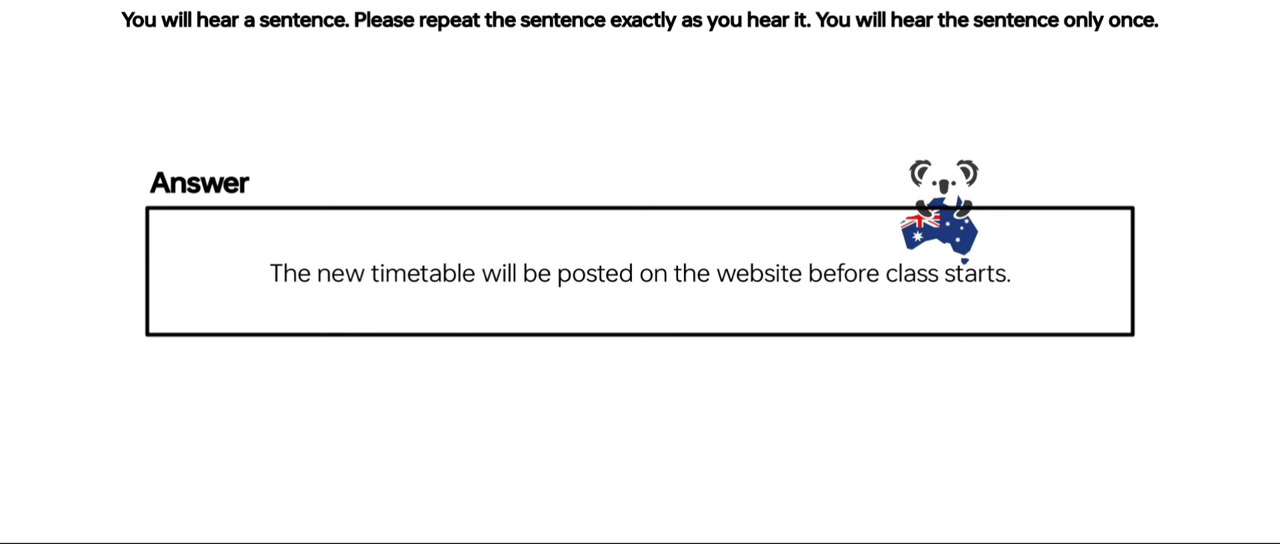 You will hear a sentence. Please repeat the sentence exactly as you hear it. You will hear the sentence only once.
Answer
The new timetable will be posted on the website before class starts.